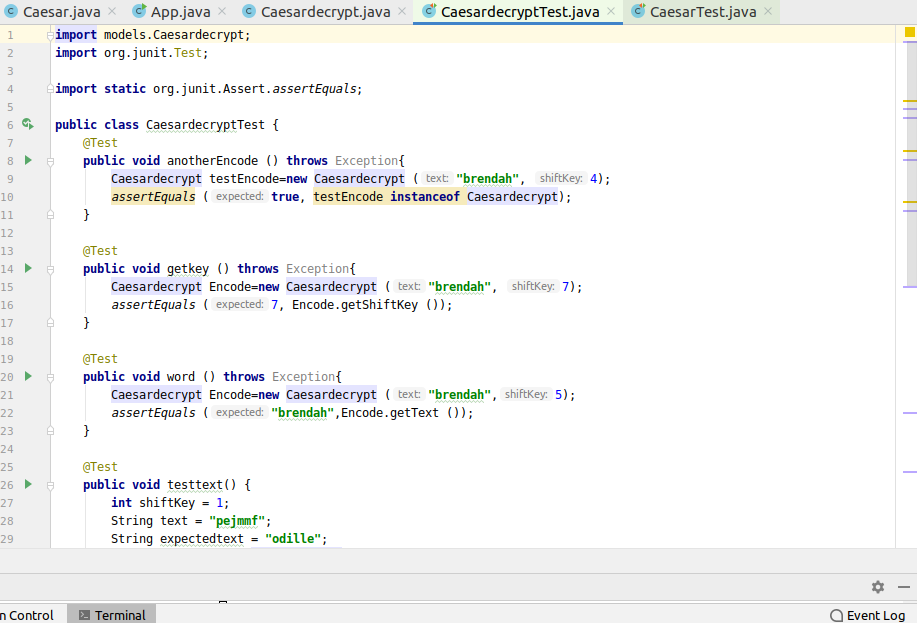 Caesar.java × App.java × Caesardecrypt.java × CaesardecryptTest.java × CaesarTest.java ×
1 import models.Caesardecrypt;
2 import org.junit.Test;
3
4 import static org.junit.Assert.assertEquals;
5
6 public class CaesardecryptTest {
7 @Test
8 public void anotherEncode () throws Exception{
9 Caesardecrypt testEncode=new Caesardecrypt ( text: "brendah", shiftKey: 4);
10 assertEquals ( expected: true, testEncode instanceof Caesardecrypt);
11 }
12
13 @Test
14 public void getkey () throws Exception{
15 Caesardecrypt Encode=new Caesardecrypt ( text: "brendah", shiftKey: 7);
16 assertEquals ( expected: 7, Encode.getShiftKey ());
17 }
18
19 @Test
20 public void word () throws Exception{
21 Caesardecrypt Encode=new Caesardecrypt ( text: "brendah", shiftKey: 5);
22 assertEquals ( expected: "brendah",Encode.getText ());
23 }
24
25 @Test
26 public void testtext() {
27 int shiftKey = 1;
28 String text = "pejmmf";
29 String expectedtext = "odille";
n Control Terminal Event Log